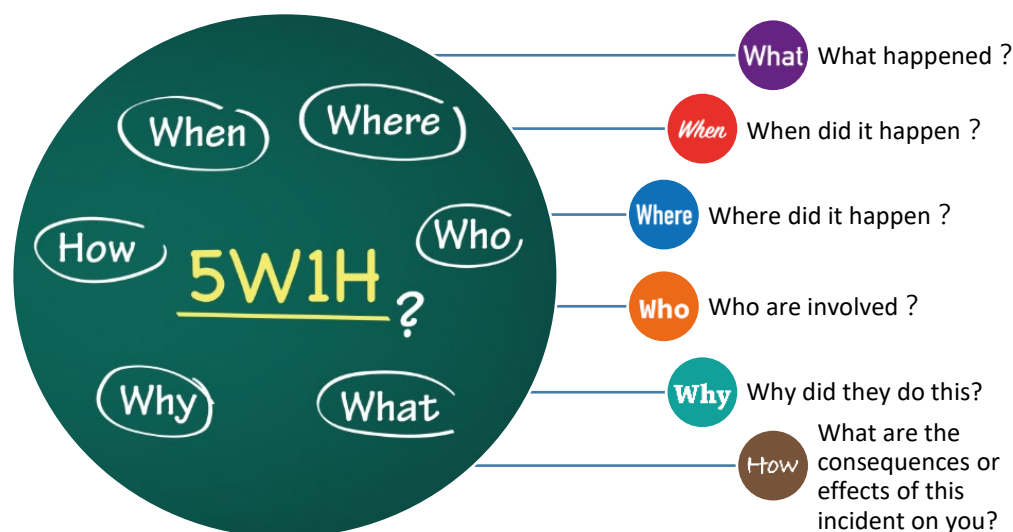 When
Where
How
Who
5W1H
?
Why
What
What What happened？
When When did it happen？
Where Where did it happen？
Who Who are involved？
Why Why did they do this?
How What are the
consequences or
effects of this
incident on you?